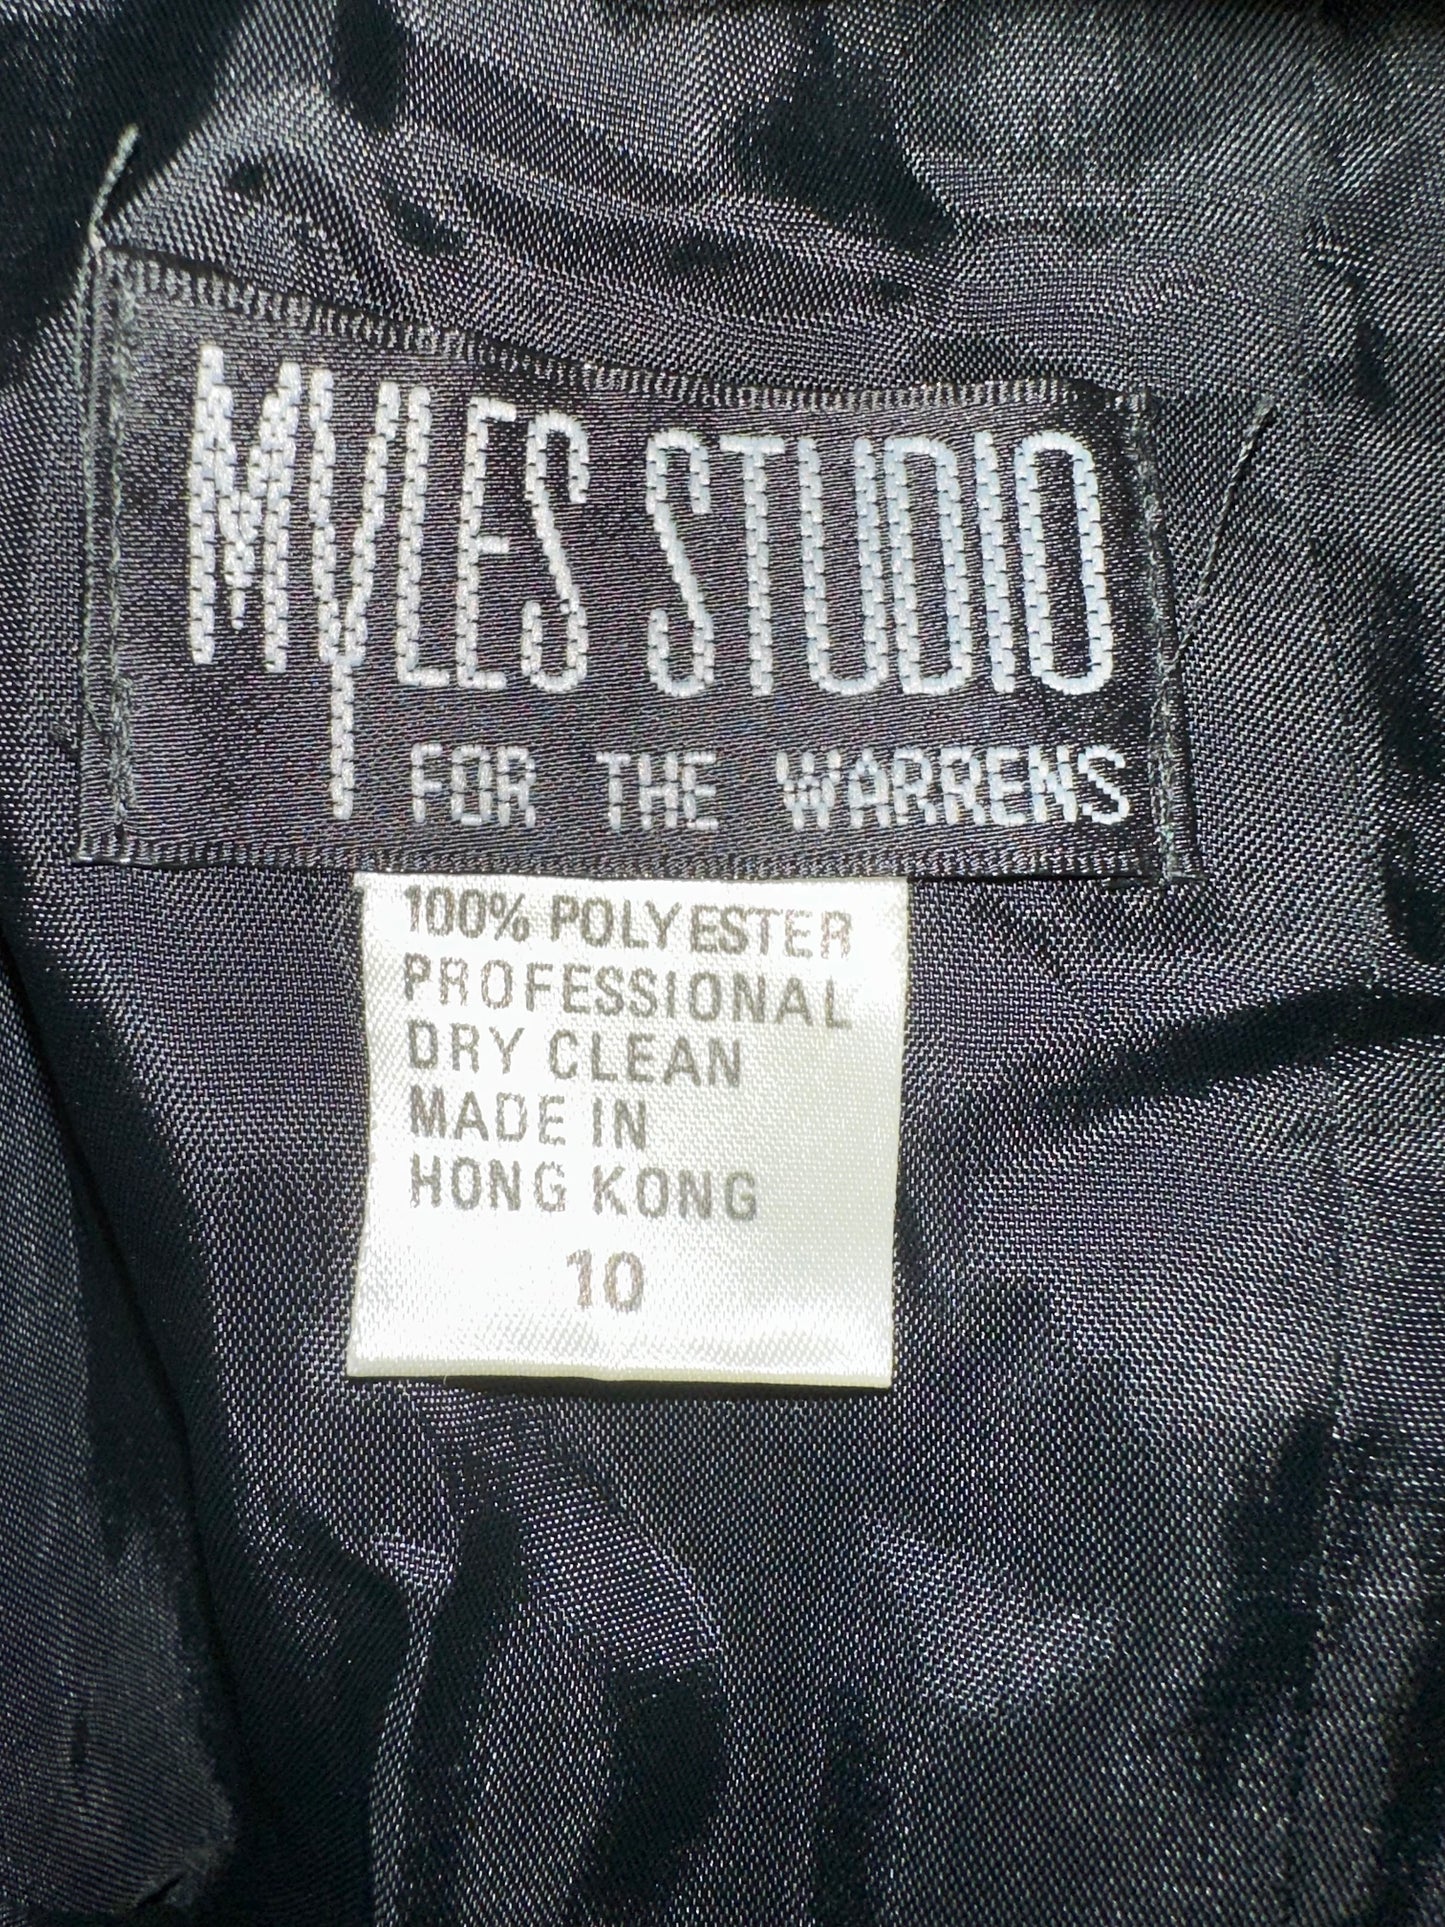 MYLES STUDIO
FOR THE WARRENS
100% POLYESTER
PROFESSIONAL
DRY CLEAN
MADE IN
HONG KONG
10